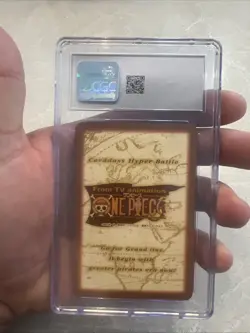 CGC
Carddass Hyper Battle
From TV animation
ONE PIECE
Go for Grand line.
It begin with
greatest pirates era now!